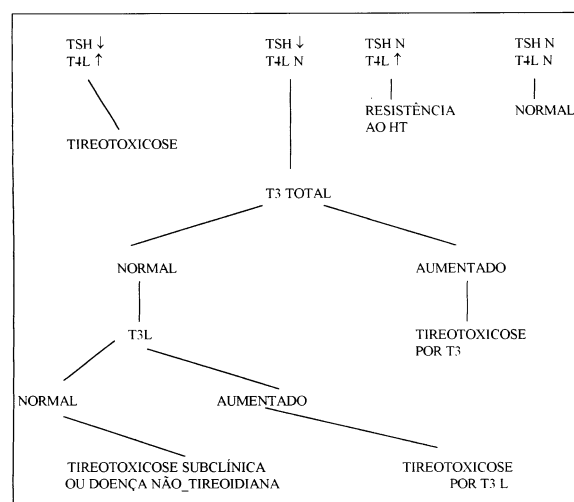 TSH ↓ TSH ↓ TSH N TSH N
T4L ↑ T4L N T4L ↑ T4L N
RESISTÊNCIA NORMAL
AO HT
TIREOTOXICOSE
T3 TOTAL
NORMAL AUMENTADO
T3L TIREOTOXICOSE
POR T3
NORMAL AUMENTADO
TIREOTOXICOSE SUBCLÍNICA TIREOTOXICOSE
OU DOENÇA NÃO_TIREOIDIANA POR T3 L